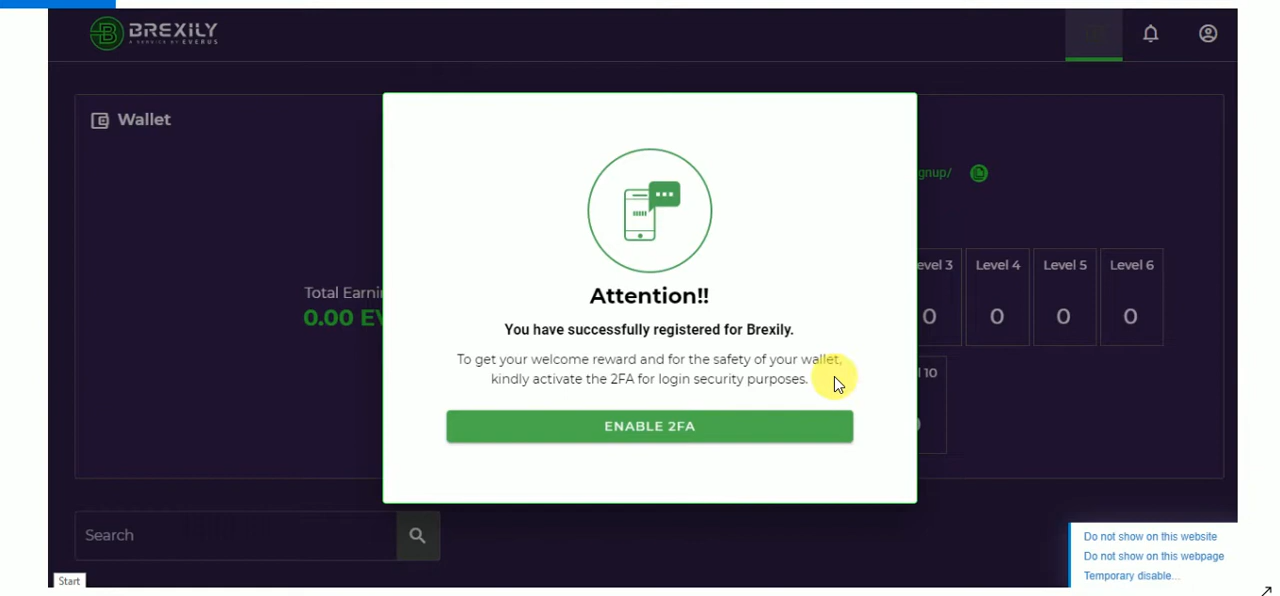 BREXILY
A SERVICE BY EVERUS
Wallet
gnup/
Attention!!
You have successfully registered for Brexily.
To get your welcome reward and for the safety of your wallet,
kindly activate the 2FA for login security purposes.
ENABLE 2FA
Total Earnin
0.00 EV
evel 3 Level 4 Level 5 Level 6
0 0 0 0
l 10
Search
Do not show on this website
Do not show on this webpage
Temporary disable...
Start